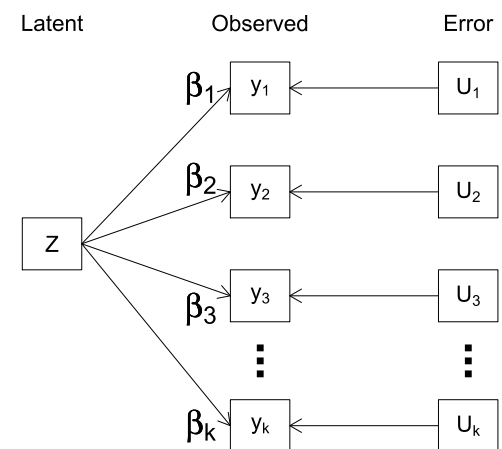 Latent Observed Error
β₁ y₁ U₁
β₂ y₂ U₂
Z
β₃ y₃ U₃
βₖ yₖ Uₖ